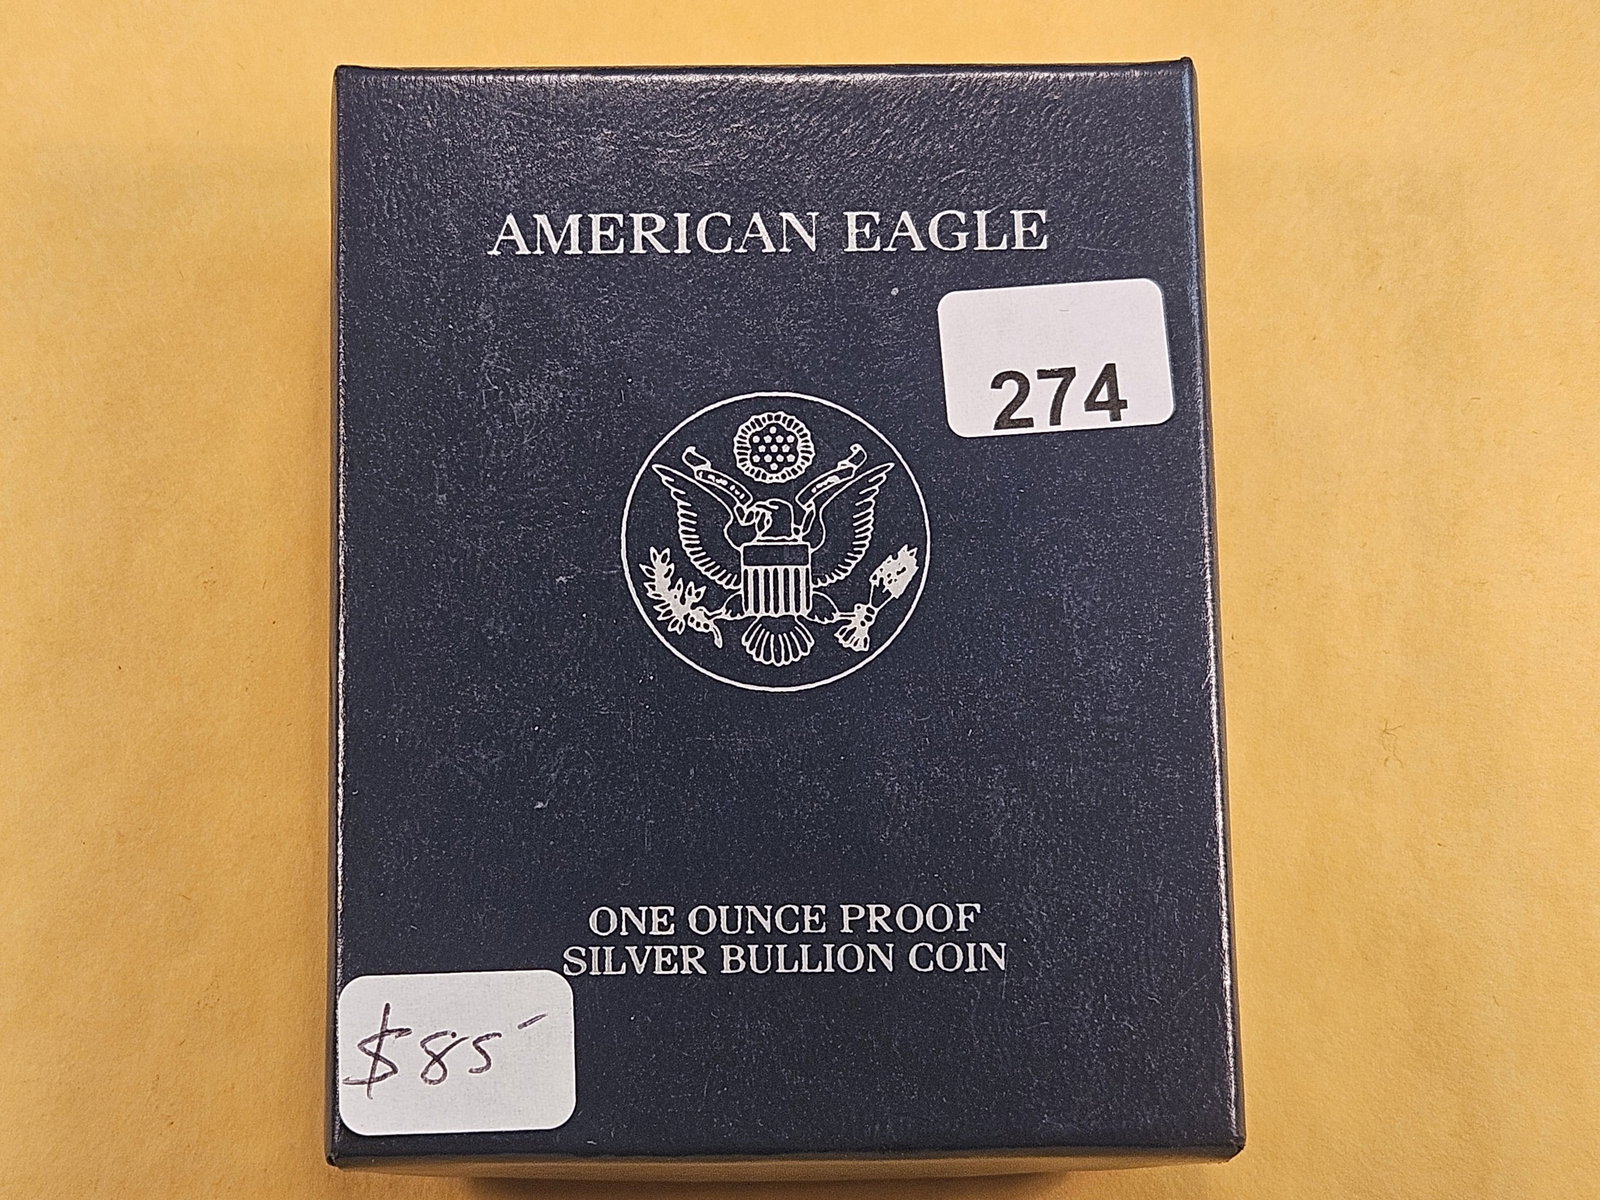 AMERICAN EAGLE
274
ONE OUNCE PROOF
SILVER BULLION COIN
$85-